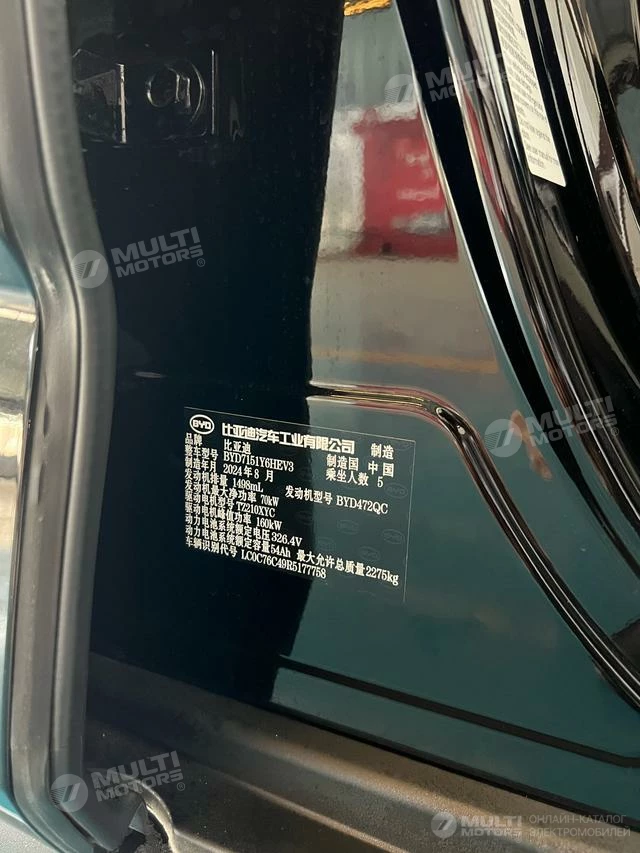 MULTI
MOTORS®
MULTI
MOTORS®
BYD 比亚迪汽车工业有限公司 制造
品牌 比亚迪
整车型号 BYD7151Y6HEV3 制造国 中国
制造年月 2024年8月 乘坐人数 5
发动机排量 1498mL 发动机型号 BYD472QC
发动机最大净功率 70kW
驱动电机型号 TZ210XYC
驱动电机峰值功率 160kW
动力电池系统额定电压 326.4V
动力电池系统额定容量 54Ah 最大允许总质量 2275kg
车辆识别代号 LC0C76C49R5177758
MULTI
MOTORS®
MULTI
MOTORS®
MULTI
MOTORS® ОНЛАЙН-КАТАЛОГ
ЭЛЕКТРОМОБИЛЕЙ